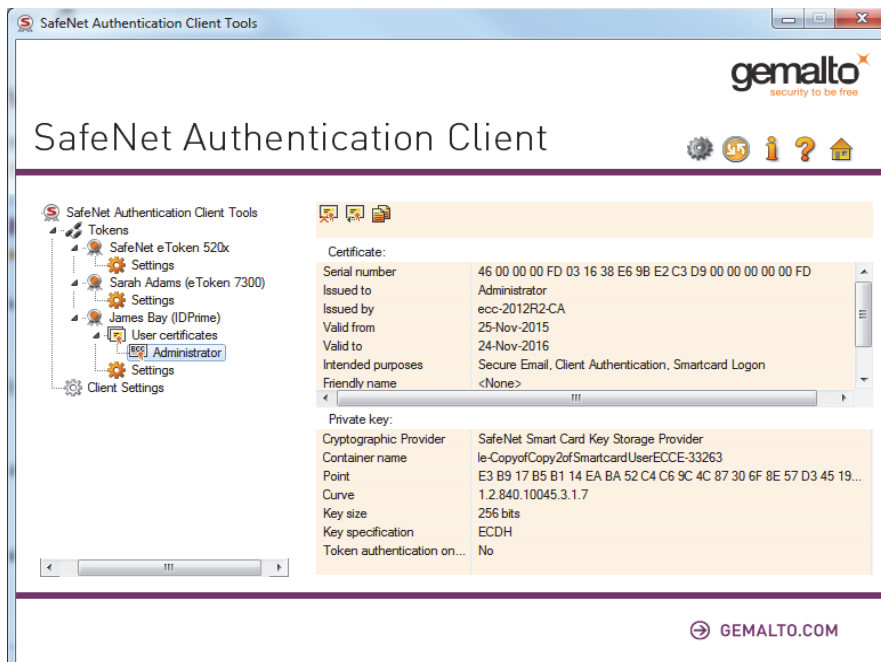 SafeNet Authentication Client Tools
gemalto
security to be free
SafeNet Authentication Client
SafeNet Authentication Client Tools
Tokens
SafeNet eToken 520x
Settings
Sarah Adams (eToken 7300)
Settings
James Bay (IDPrime)
User certificates
ECC Administrator
Settings
Client Settings
Certificate:
Serial number 46 00 00 00 FD 03 16 38 E6 9B E2 C3 D9 00 00 00 00 00 FD
Issued to Administrator
Issued by ecc-2012R2-CA
Valid from 25-Nov-2015
Valid to 24-Nov-2016
Intended purposes Secure Email, Client Authentication, Smartcard Logon
Friendly name <None>
Private key:
Cryptographic Provider SafeNet Smart Card Key Storage Provider
Container name le-CopyofCopy2ofSmartcardUserECCE-33263
Point E3 B9 17 B5 B1 14 EA BA 52 C4 C6 9C 4C 87 30 6F 8E 57 D3 45 19...
Curve 1.2.840.10045.3.1.7
Key size 256 bits
Key specification ECDH
Token authentication on... No
GEMALTO.COM